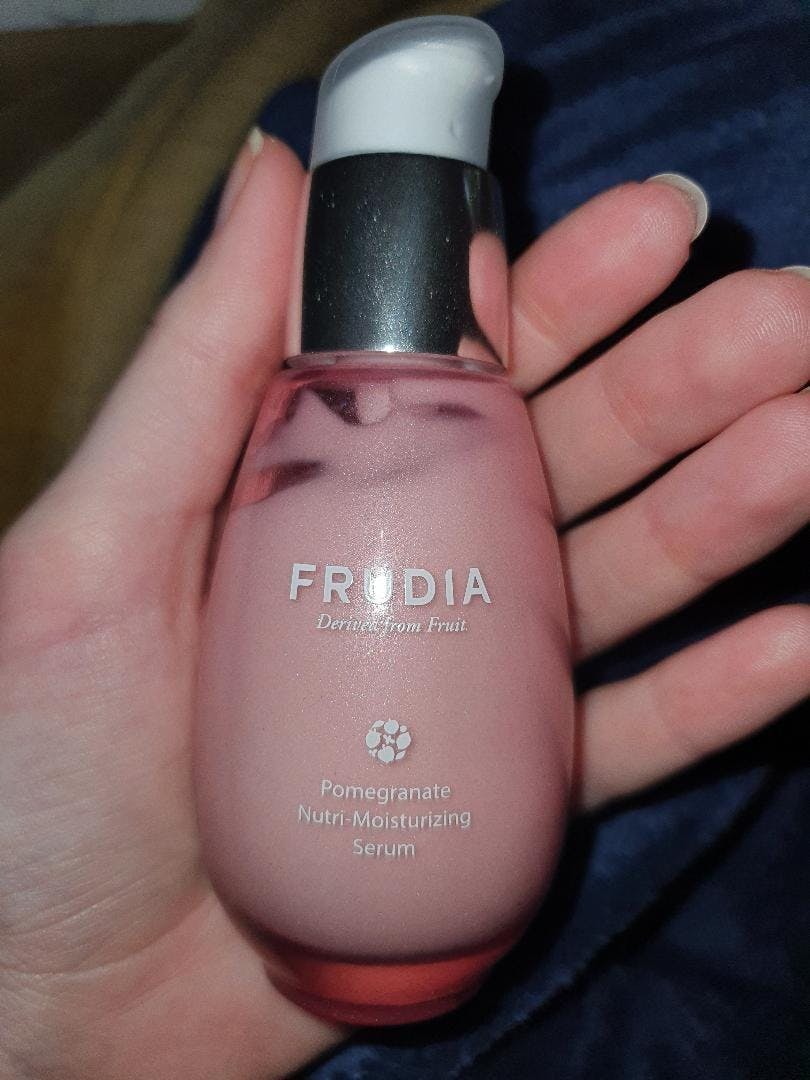 FRUDIA
Derived from Fruit
Pomegranate
Nutri-Moisturizing
Serum